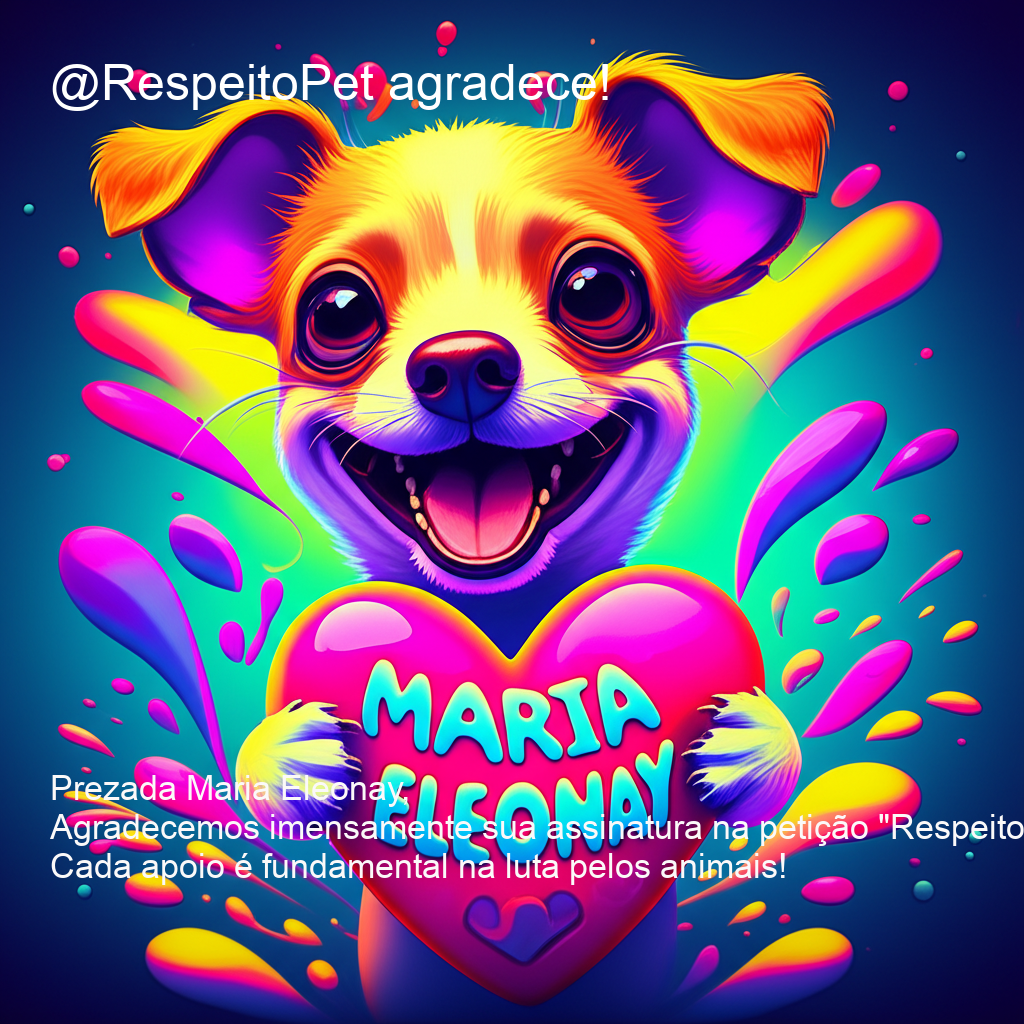 @RespeitoPet agradece!
MARIA
ELEONAY
Prezada Maria Eleonay,
Agradecemos imensamente sua assinatura na petição "Respeito
Cada apoio é fundamental na luta pelos animais!